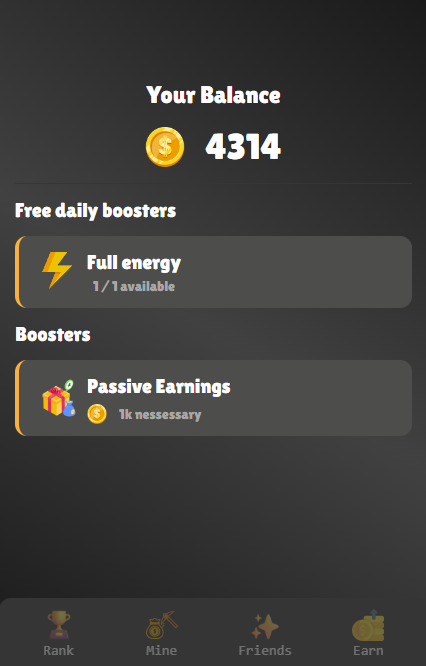 Your Balance
4314
Free daily boosters
Full energy
1 / 1 available
Boosters
Passive Earnings
1k nessessary
Rank Mine Friends Earn